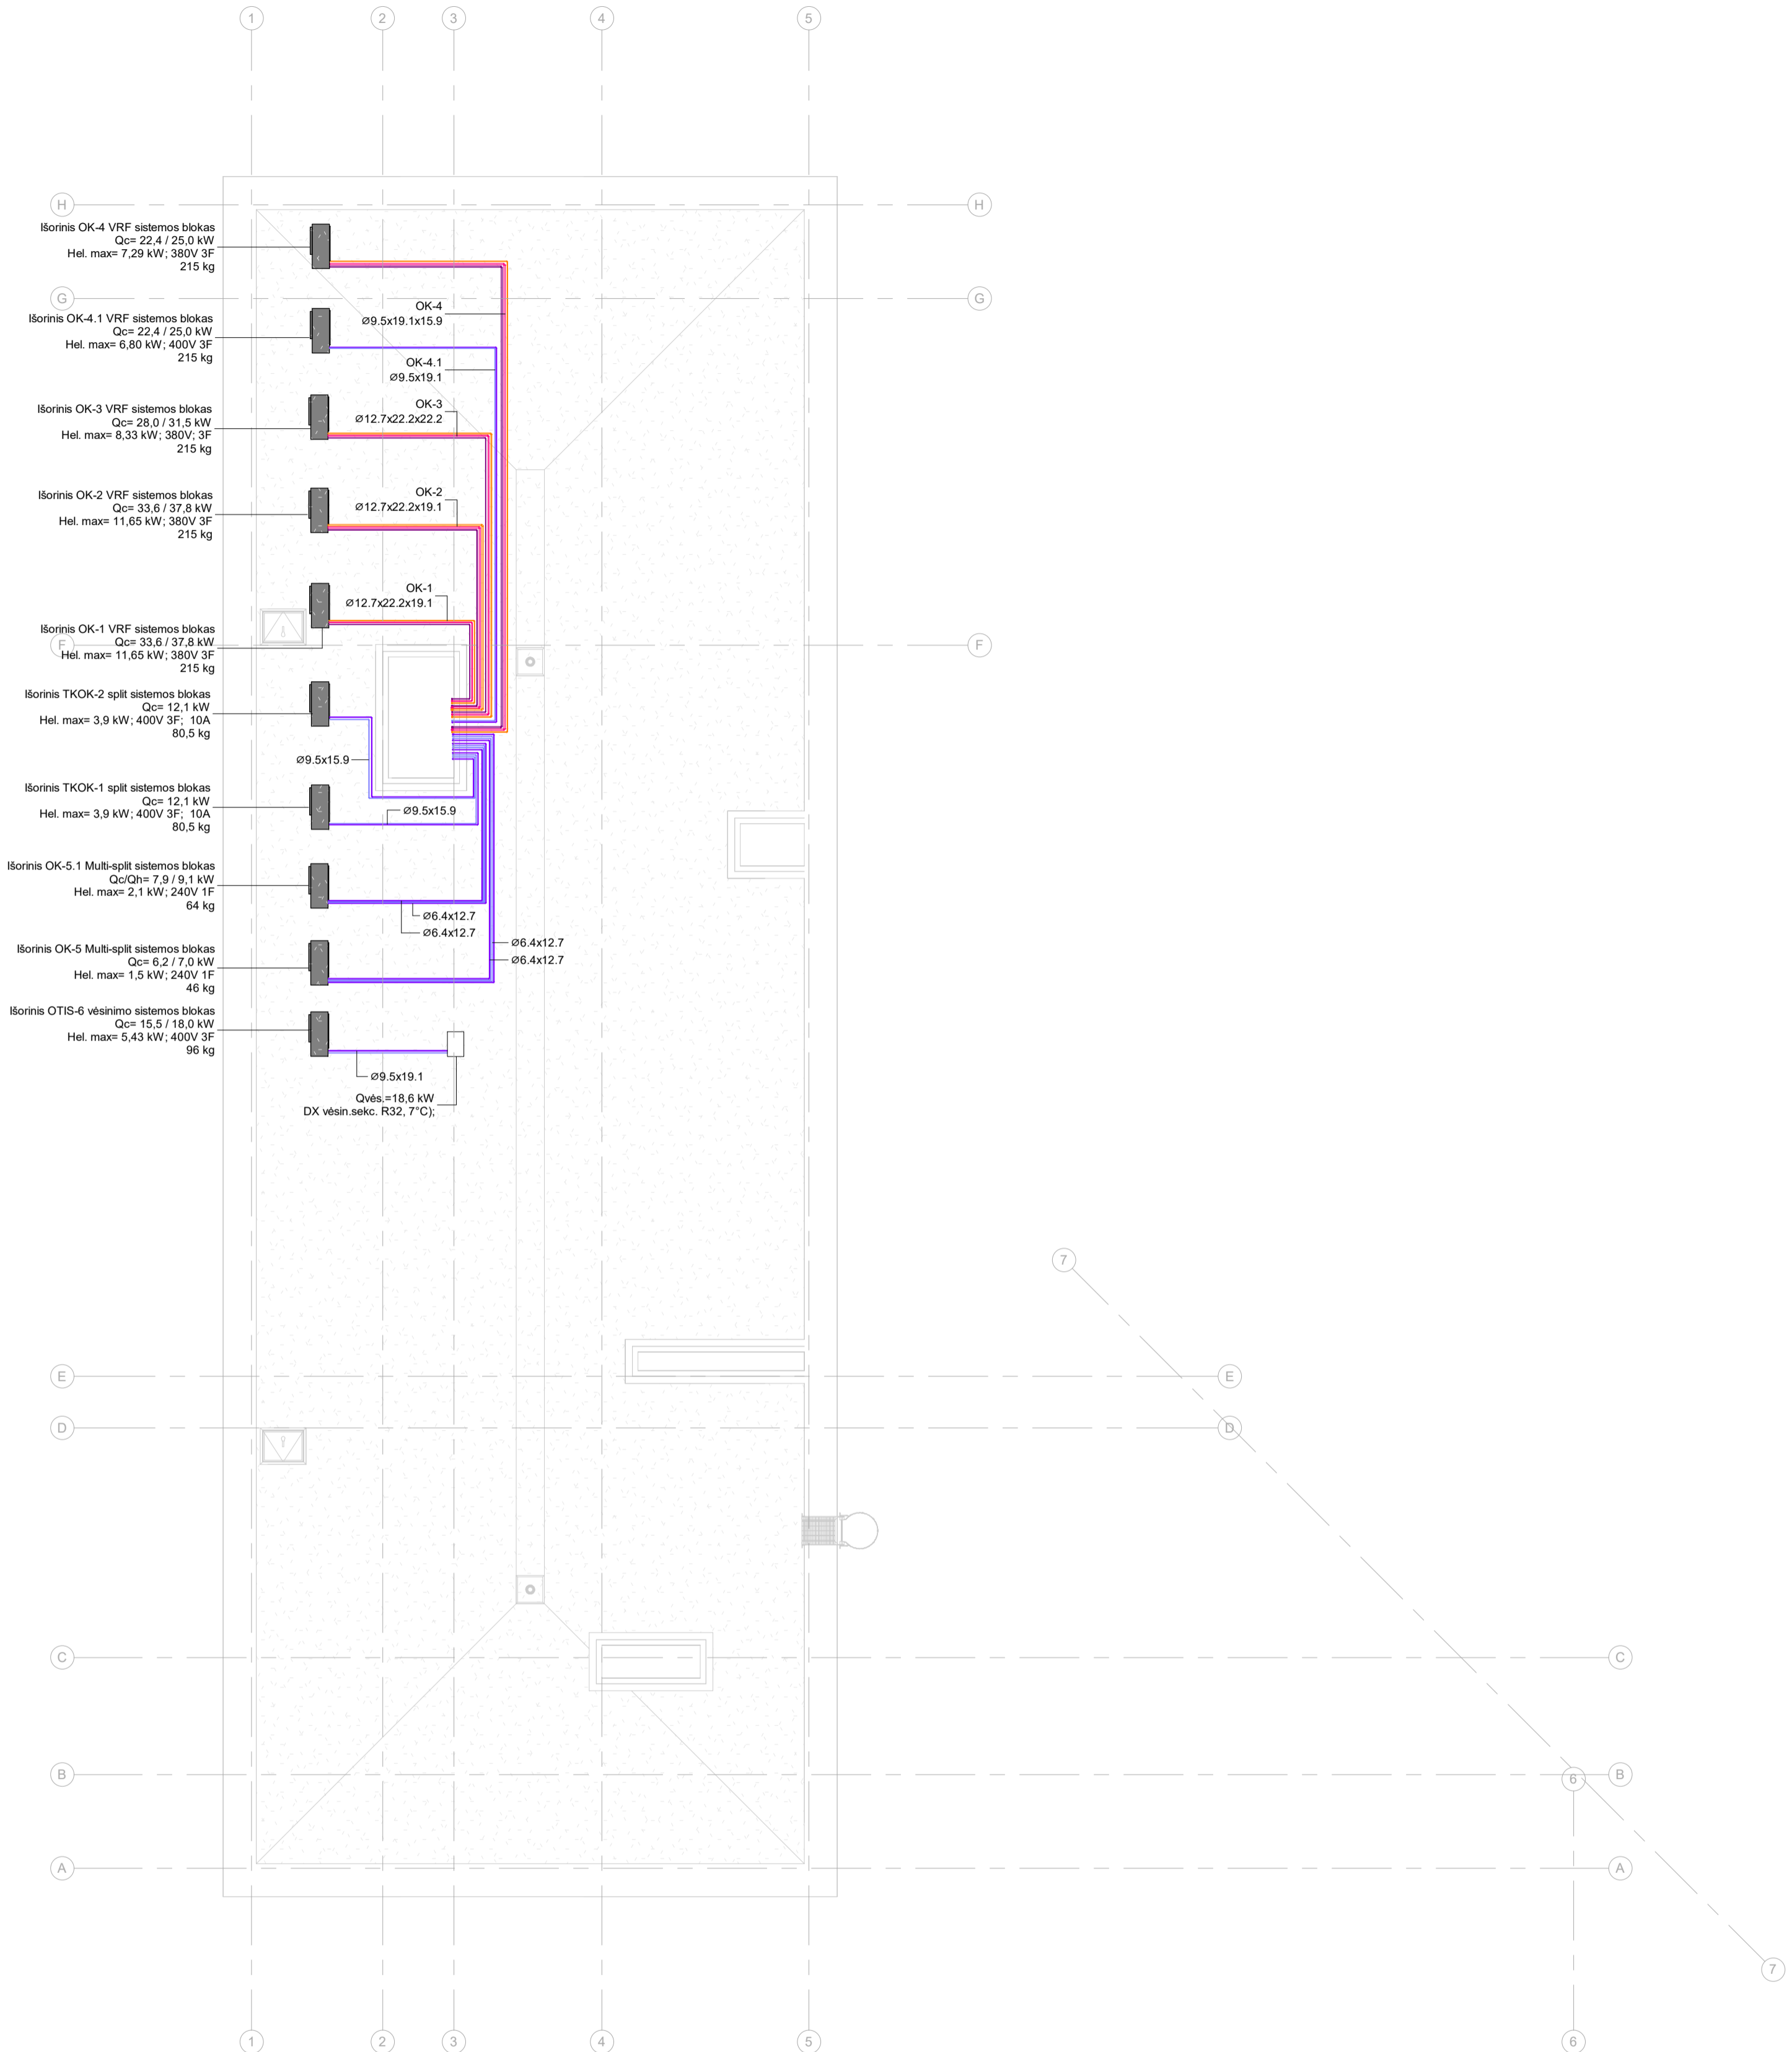 1
2
3
4
5
H
H
Išorinis OK-4 VRF sistemos blokas
Qc= 22,4 / 25,0 kW
Hel. max= 7,29 kW; 380V 3F
215 kg
G
G
OK-4
Ø9.5x19.1x15.9
Išorinis OK-4.1 VRF sistemos blokas
Qc= 22,4 / 25,0 kW
Hel. max= 6,80 kW; 400V 3F
215 kg
OK-4.1
Ø9.5x19.1
Išorinis OK-3 VRF sistemos blokas
Qc= 28,0 / 31,5 kW
Hel. max= 8,33 kW; 380V; 3F
215 kg
OK-3
Ø12.7x22.2x22.2
Išorinis OK-2 VRF sistemos blokas
Qc= 33,6 / 37,8 kW
Hel. max= 11,65 kW; 380V 3F
215 kg
OK-2
Ø12.7x22.2x19.1
OK-1
Ø12.7x22.2x19.1
Išorinis OK-1 VRF sistemos blokas
Qc= 33,6 / 37,8 kW
Hel. max= 11,65 kW; 380V 3F
215 kg
F
F
Išorinis TKOK-2 split sistemos blokas
Qc= 12,1 kW
Hel. max= 3,9 kW; 400V 3F; 10A
80,5 kg
Ø9.5x15.9
Išorinis TKOK-1 split sistemos blokas
Qc= 12,1 kW
Hel. max= 3,9 kW; 400V 3F; 10A
80,5 kg
Ø9.5x15.9
Išorinis OK-5.1 Multi-split sistemos blokas
Qc/Qh= 7,9 / 9,1 kW
Hel. max= 2,1 kW; 240V 1F
64 kg
Ø6.4x12.7
Ø6.4x12.7
Išorinis OK-5 Multi-split sistemos blokas
Qc= 6,2 / 7,0 kW
Hel. max= 1,5 kW; 240V 1F
46 kg
Ø6.4x12.7
Ø6.4x12.7
Išorinis OTIS-6 vėsinimo sistemos blokas
Qc= 15,5 / 18,0 kW
Hel. max= 5,43 kW; 400V 3F
96 kg
Ø9.5x19.1
Qvės.=18,6 kW
DX vėsin.sekc. R32, 7°C);
7
E
E
D
D
C
C
B
B
6
A
A
7
1
2
3
4
5
6